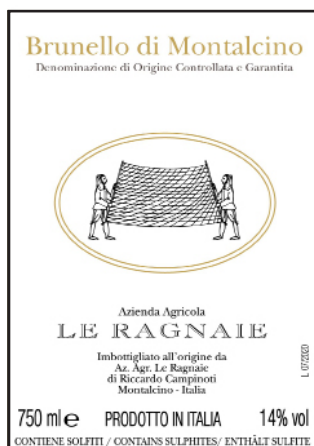 Brunello di Montalcino
Denominazione di Origine Controllata e Garantita
Azienda Agricola
LE RAGNAIE
Imbottigliato all'origine da
Az. Agr. Le Ragnaie
di Riccardo Campinoti
Montalcino - Italia
L. 07/2020
750 ml e PRODOTTO IN ITALIA 14% vol
CONTIENE SOLFITI / CONTAINS SULPHITES/ ENTHÄLT SULFITE